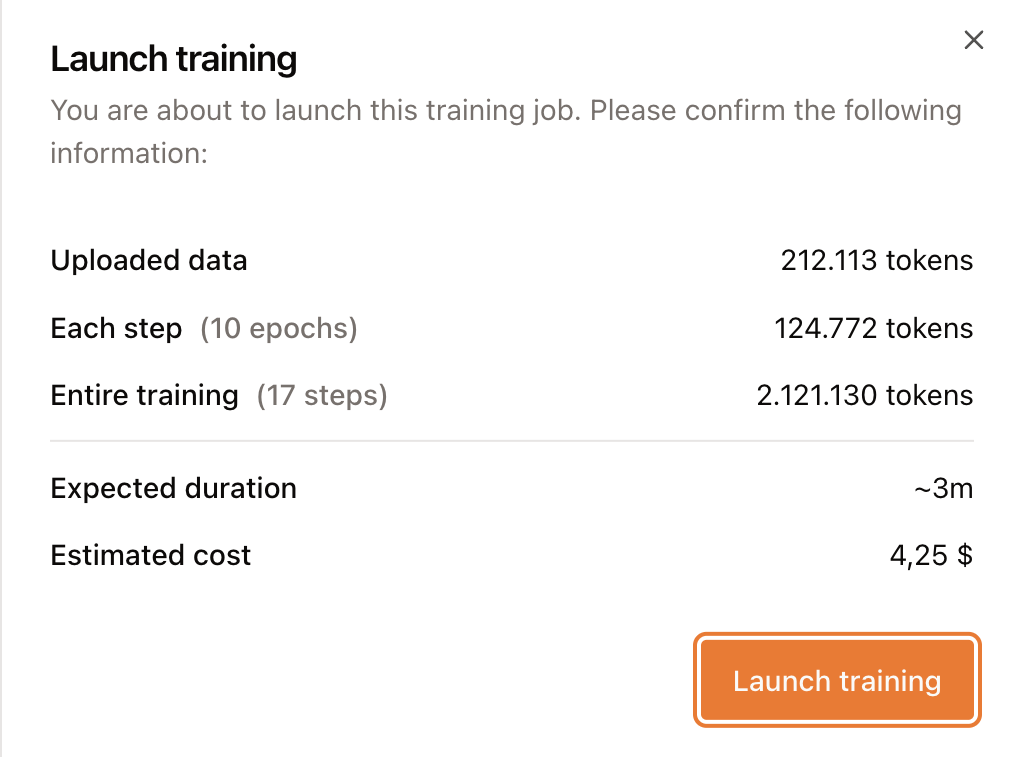 Launch training
You are about to launch this training job. Please confirm the following
information:
Uploaded data 212.113 tokens
Each step (10 epochs) 124.772 tokens
Entire training (17 steps) 2.121.130 tokens
Expected duration ~3m
Estimated cost 4,25 $
Launch training